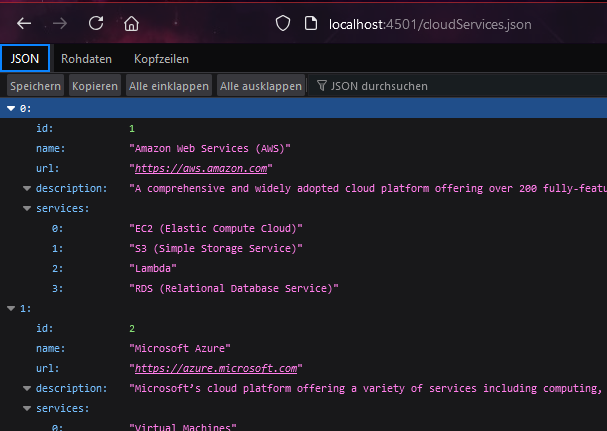 localhost:4501/cloudServices.json
JSON Rohdaten Kopfzeilen
Speichern Kopieren Alle einklappen Alle ausklappen JSON durchsuchen
0:
id: 1
name: "Amazon Web Services (AWS)"
url: "https://aws.amazon.com"
description: "A comprehensive and widely adopted cloud platform offering over 200 fully-featu
services:
0: "EC2 (Elastic Compute Cloud)"
1: "S3 (Simple Storage Service)"
2: "Lambda"
3: "RDS (Relational Database Service)"
1:
id: 2
name: "Microsoft Azure"
url: "https://azure.microsoft.com"
description: "Microsoft’s cloud platform offering a variety of services including computing,
services:
0: "Virtual Machines"